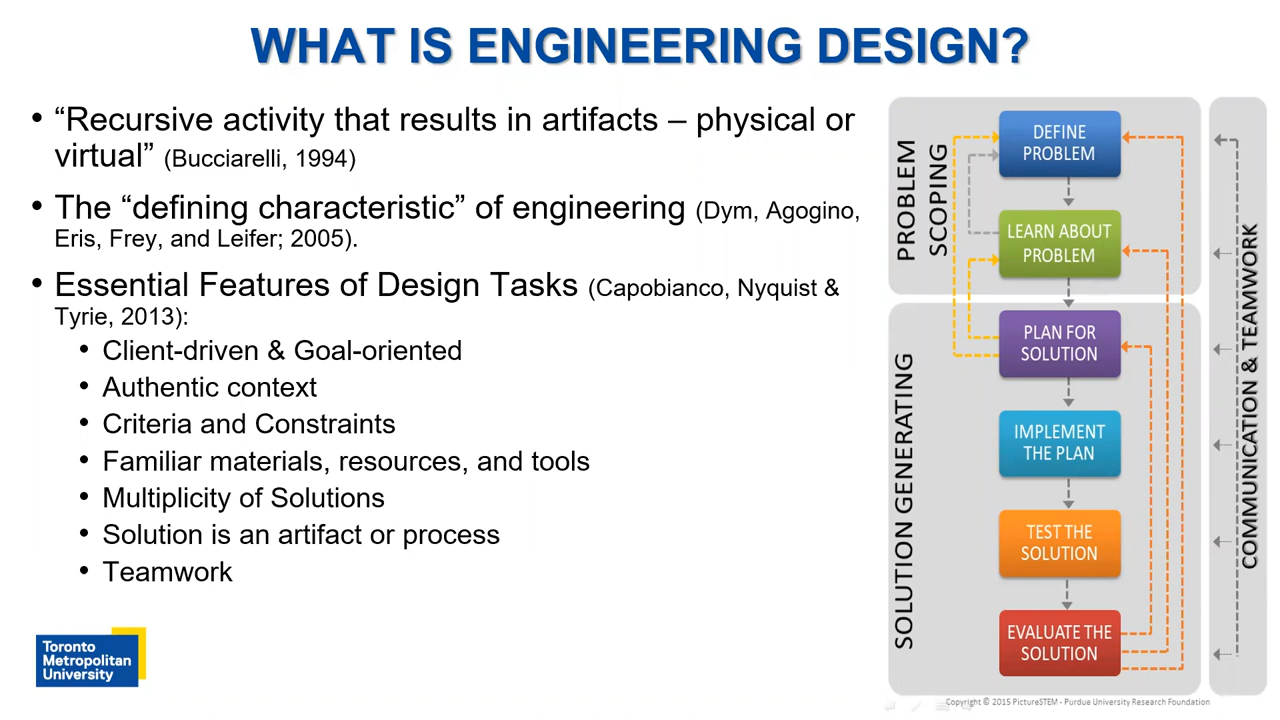 WHAT IS ENGINEERING DESIGN?
• “Recursive activity that results in artifacts – physical or
virtual” (Bucciarelli, 1994)
• The “defining characteristic” of engineering (Dym, Agogino,
Eris, Frey, and Leifer; 2005).
• Essential Features of Design Tasks (Capobianco, Nyquist &
Tyrie, 2013):
• Client-driven & Goal-oriented
• Authentic context
• Criteria and Constraints
• Familiar materials, resources, and tools
• Multiplicity of Solutions
• Solution is an artifact or process
• Teamwork
Toronto
Metropolitan
University
PROBLEM
SCOPING
DEFINE
PROBLEM
LEARN ABOUT
PROBLEM
SOLUTION GENERATING
PLAN FOR
SOLUTION
IMPLEMENT
THE PLAN
TEST THE
SOLUTION
EVALUATE THE
SOLUTION
COMMUNICATION & TEAMWORK
Copyright © 2015 PictureSTEM - Purdue University Research Foundation